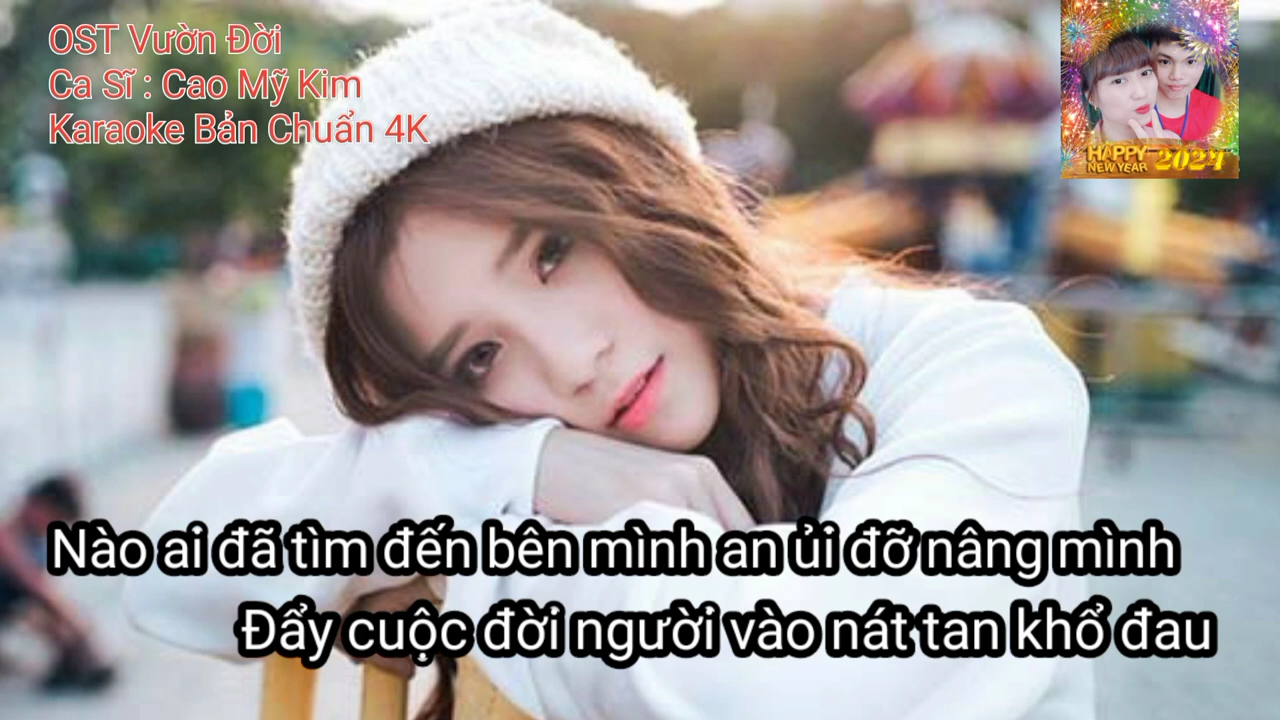 OST Vườn Đời
Ca Sĩ : Cao Mỹ Kim
Karaoke Bản Chuẩn 4K
HAPPY
NEW YEAR 2024
Nào ai đã tìm đến bên mình an ủi đỡ nâng mình
Đẩy cuộc đời người vào nát tan khổ đau